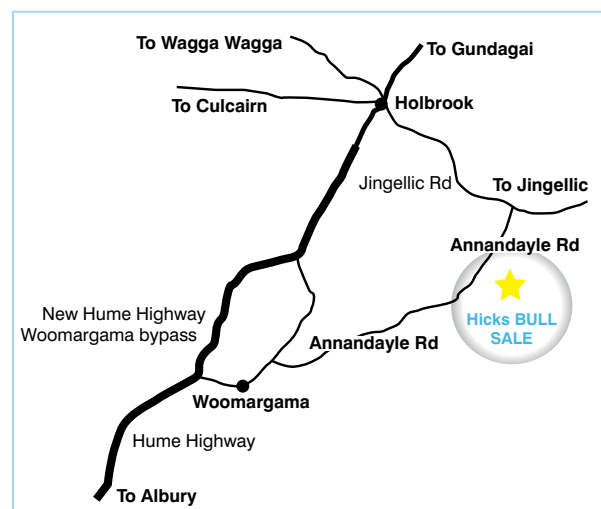 To Wagga Wagga
To Gundagai
To Culcairn
Holbrook
Jingellic Rd
To Jingellic
Annandayle Rd
Hicks BULL
SALE
New Hume Highway
Woomargama bypass
Annandayle Rd
Woomargama
Hume Highway
To Albury